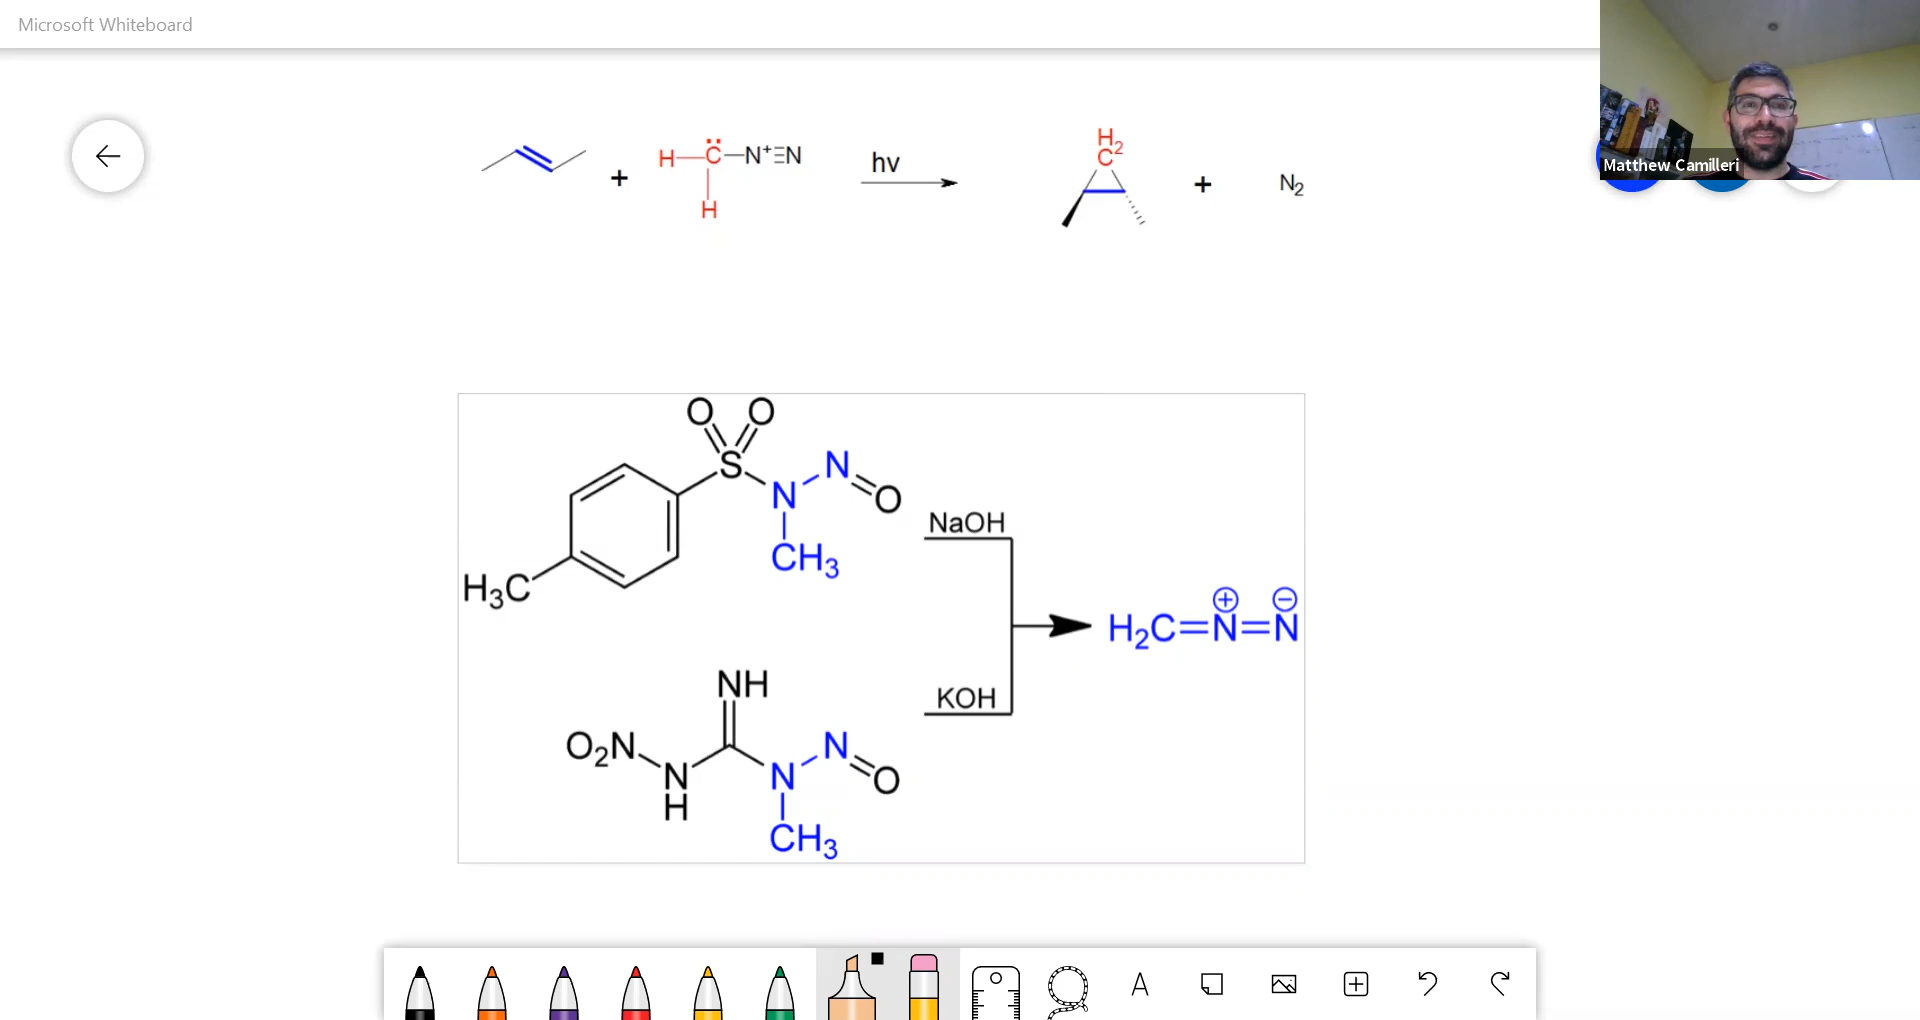 Microsoft Whiteboard
Matthew Camilleri
+ H–C̈–N⁺≡N hv H₂ + N₂
C
H
O O
S N
N O
NaOH
CH₃
H₃C
H₂C=N⊕=N⊖
NH
KOH
O₂N N
N N O
H
CH₃
A